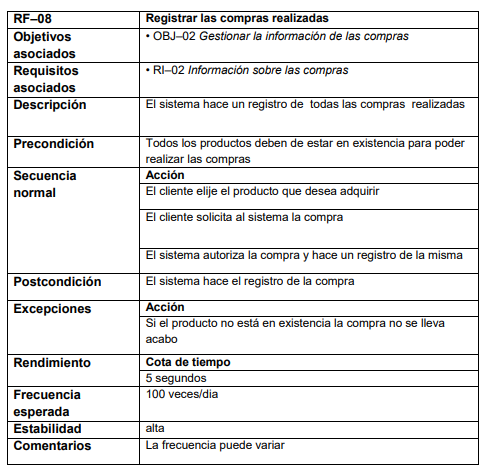 RF–08 Registrar las compras realizadas
Objetivos • OBJ–02 Gestionar la información de las compras
asociados
Requisitos • RI–02 Información sobre las compras
asociados
Descripción El sistema hace un registro de todas las compras realizadas
Precondición Todos los productos deben de estar en existencia para poder
realizar las compras
Secuencia Acción
normal El cliente elije el producto que desea adquirir
El cliente solicita al sistema la compra
El sistema autoriza la compra y hace un registro de la misma
Postcondición El sistema hace el registro de la compra
Excepciones Acción
Si el producto no está en existencia la compra no se lleva
acabo
Rendimiento Cota de tiempo
5 segundos
Frecuencia 100 veces/dia
esperada
Estabilidad alta
Comentarios La frecuencia puede variar